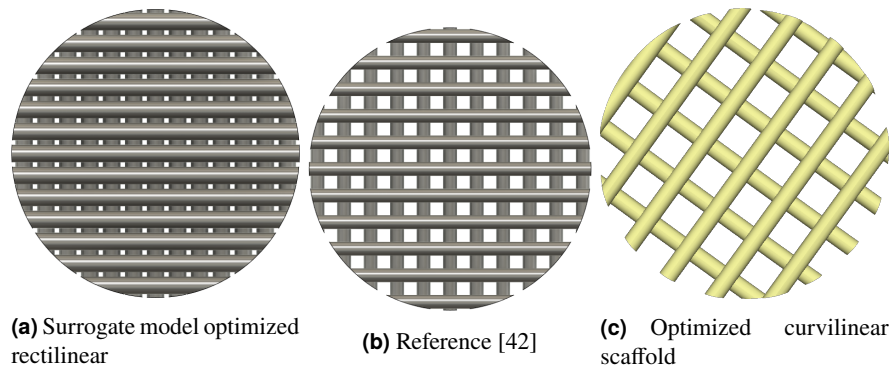 (a) Surrogate model optimized
rectilinear
(b) Reference [42]
(c) Optimized curvilinear
scaffold